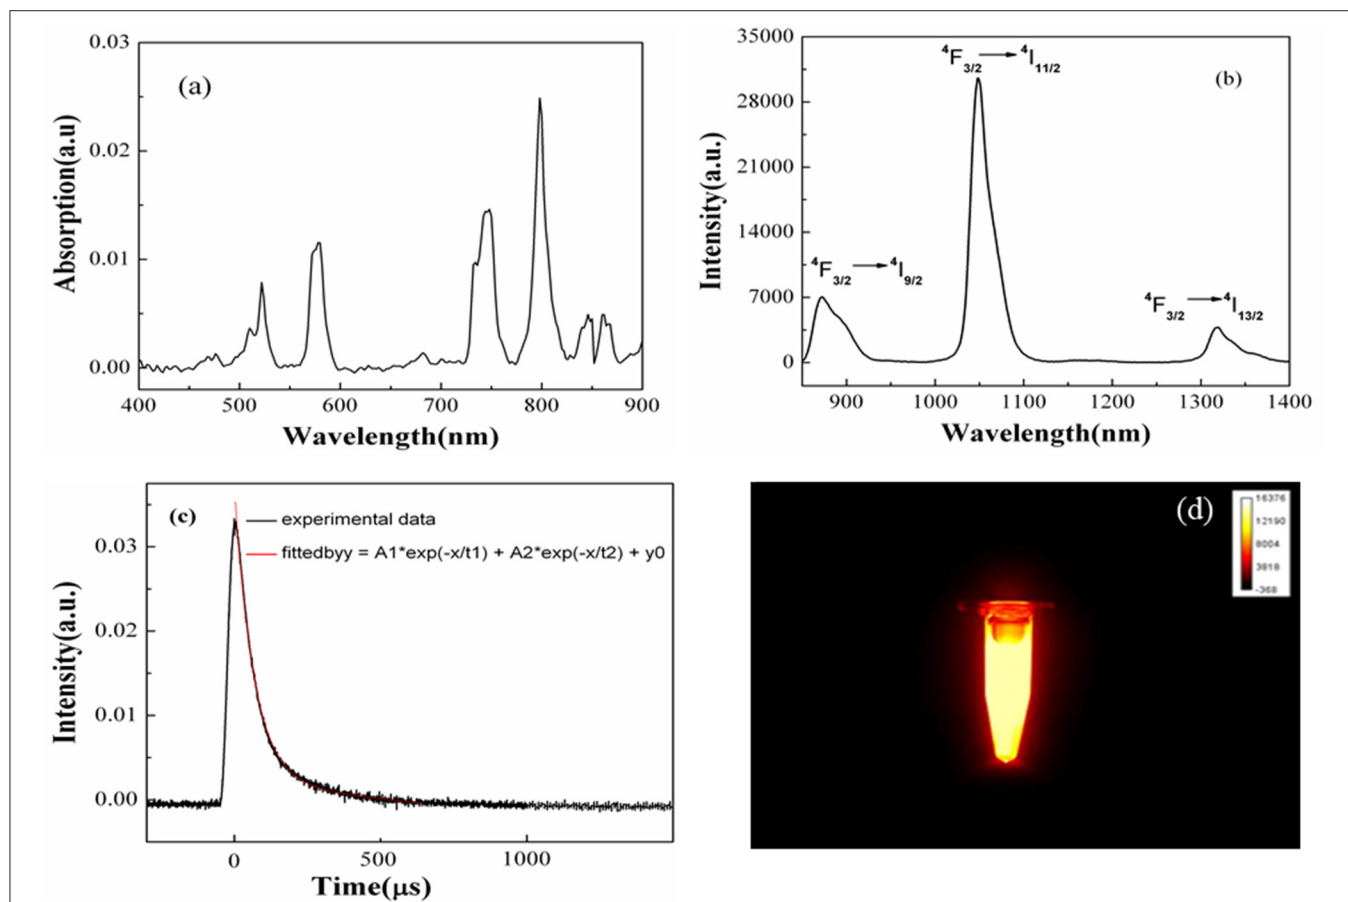 (a)
Absorption(a.u)
0.03
0.02
0.01
0.00
400 500 600 700 800 900
Wavelength(nm)
(b)
Intensity(a.u.)
35000
28000
21000
14000
7000
0
⁴F₃/₂ → ⁴I₁₁/₂
⁴F₃/₂ → ⁴I₉/₂
⁴F₃/₂ → ⁴I₁₃/₂
900 1000 1100 1200 1300 1400
Wavelength(nm)
(c)
experimental data
fittedbyy = A1*exp(-x/t1) + A2*exp(-x/t2) + y0
Intensity(a.u.)
0.03
0.02
0.01
0.00
0 500 1000
Time(μs)
(d)
16376
12190
8004
3818
-368